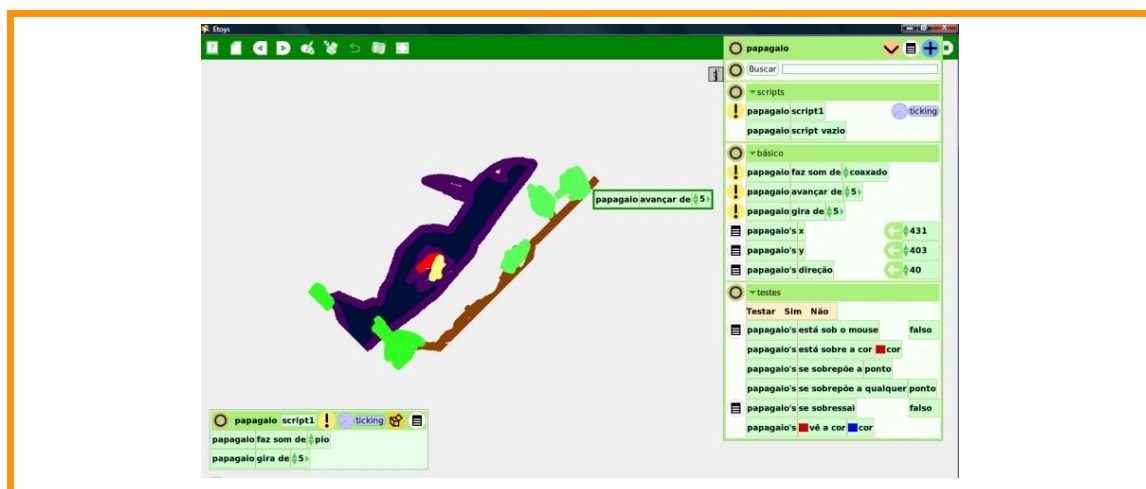 Etoys
papagaio
Buscar
scripts
papagaio script1 ticking
papagaio script vazio
básico
papagaio faz som de coaxado
papagaio avançar de 5
papagaio gira de 5
papagaio's x 431
papagaio's y 403
papagaio's direção 40
testes
Testar Sim Não
papagaio's está sob o mouse falso
papagaio's está sobre a cor cor
papagaio's se sobrepõe a ponto
papagaio's se sobrepõe a qualquer ponto
papagaio's se sobressai falso
papagaio's vê a cor cor
papagaio avançar de 5
papagaio script1 ! ticking
papagaio faz som de pio
papagaio gira de 5